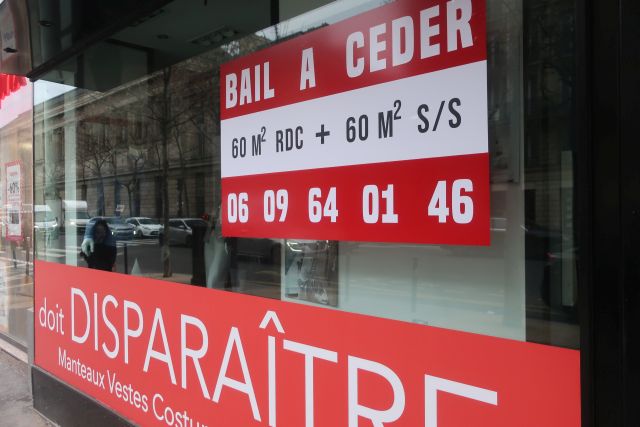 BAIL A CEDER
60 M² RDC + 60 M² S/S
06 09 64 01 46
doit DISPARAÎTRE
Manteaux Vestes Costu